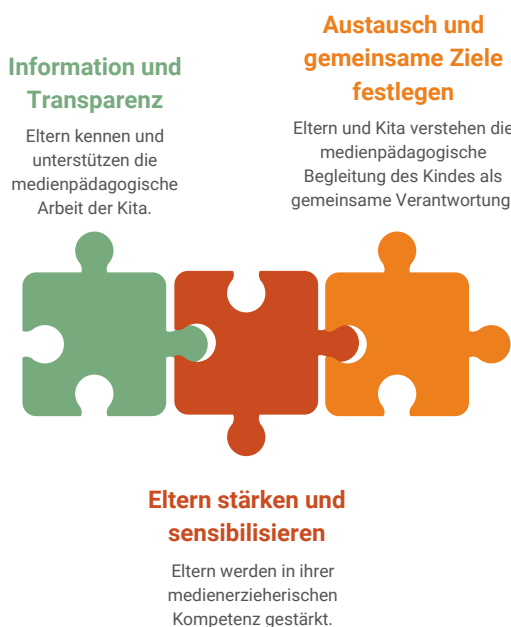 Information und
Transparenz
Eltern kennen und
unterstützen die
medienpädagogische
Arbeit der Kita.
Austausch und
gemeinsame Ziele
festlegen
Eltern und Kita verstehen die
medienpädagogische
Begleitung des Kindes als
gemeinsame Verantwortung
Eltern stärken und
sensibilisieren
Eltern werden in ihrer
medienerzieherischen
Kompetenz gestärkt.